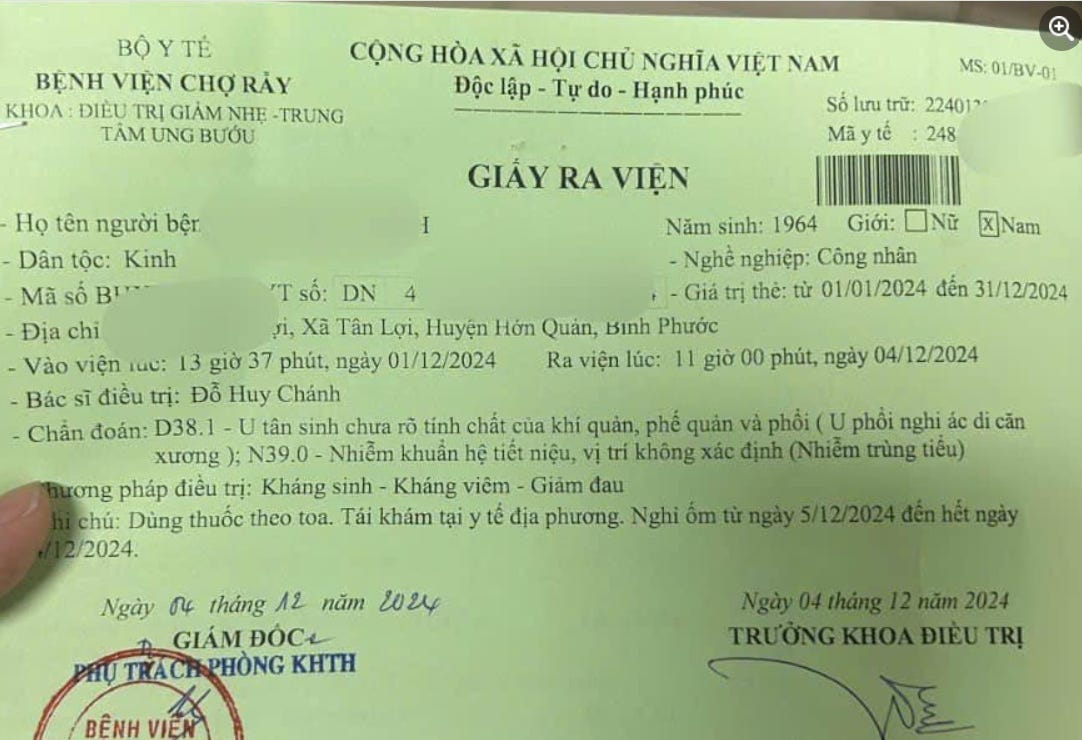 BỘ Y TẾ
BỆNH VIỆN CHỢ RẪY
KHOA : ĐIỀU TRỊ GIẢM NHẸ -TRUNG
TÂM UNG BƯỚU
CỘNG HÒA XÃ HỘI CHỦ NGHĨA VIỆT NAM
Độc lập - Tự do - Hạnh phúc
MS: 01/BV-01
Số lưu trữ: 224012
Mã y tế : 248
GIẤY RA VIỆN
- Họ tên người
Năm sinh: 1964 Giới: Nữ X Nam
- Dân tộc: Kinh
- Nghề nghiệp: Công nhân
- Mã số số: DN 4
- Giá trị thẻ: từ 01/01/2024 đến 31/12/2024
- Địa chỉ Xã Tân Lợi, Huyện Hớn Quản, Bình Phước
- Vào viện lúc: 13 giờ 37 phút, ngày 01/12/2024 Ra viện lúc: 11 giờ 00 phút, ngày 04/12/2024
- Bác sĩ điều trị: Đỗ Huy Chánh
- Chẩn đoán: D38.1 - U tân sinh chưa rõ tính chất của khí quản, phế quản và phổi ( U phổi nghi ác di căn
xương ); N39.0 - Nhiễm khuẩn hệ tiết niệu, vị trí không xác định (Nhiễm trùng tiểu)
pháp điều trị: Kháng sinh - Kháng viêm - Giảm đau
chú: Dùng thuốc theo toa. Tái khám tại y tế địa phương. Nghỉ ốm từ ngày 5/12/2024 đến hết ngày
/12/2024.
Ngày 04 tháng 12 năm 2024
GIÁM ĐỐC
PHỤ TRÁCH PHÒNG KHTH
BỆNH VIỆN
Ngày 04 tháng 12 năm 2024
TRƯỞNG KHOA ĐIỀU TRỊ